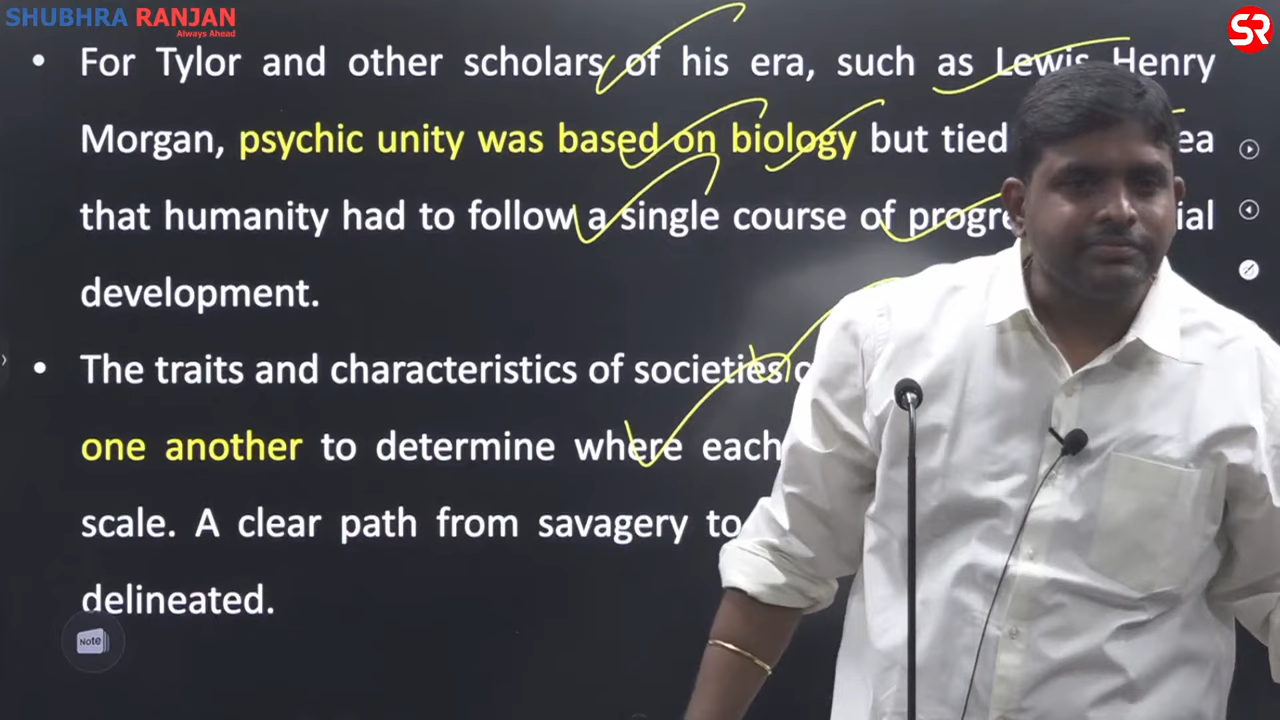 SHUBHRA RANJAN
Always Ahead
SR
For Tylor and other scholars of his era, such as Lewis Henry
Morgan, psychic unity was based on biology but tied
that humanity had to follow a single course of
development.
The traits and characteristics of societies
one another to determine where each
scale. A clear path from savagery to
delineated.
Note